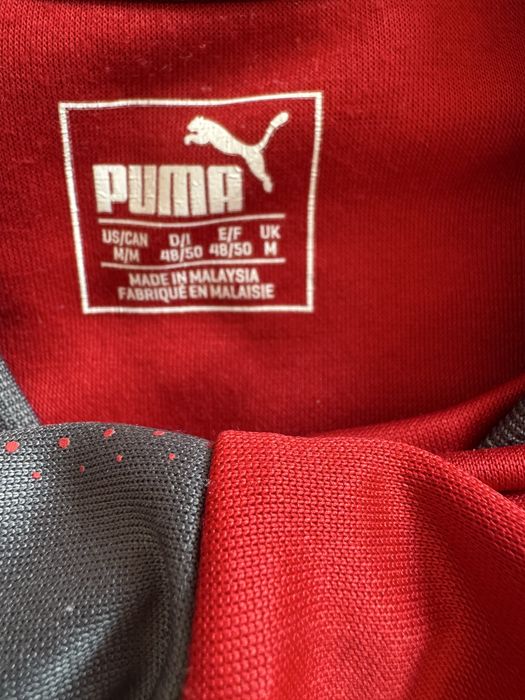 PUMA
US/CAN D/I E/F UK
M/M 48/50 48/50 M
MADE IN MALAYSIA
FABRIQUÉ EN MALAISIE